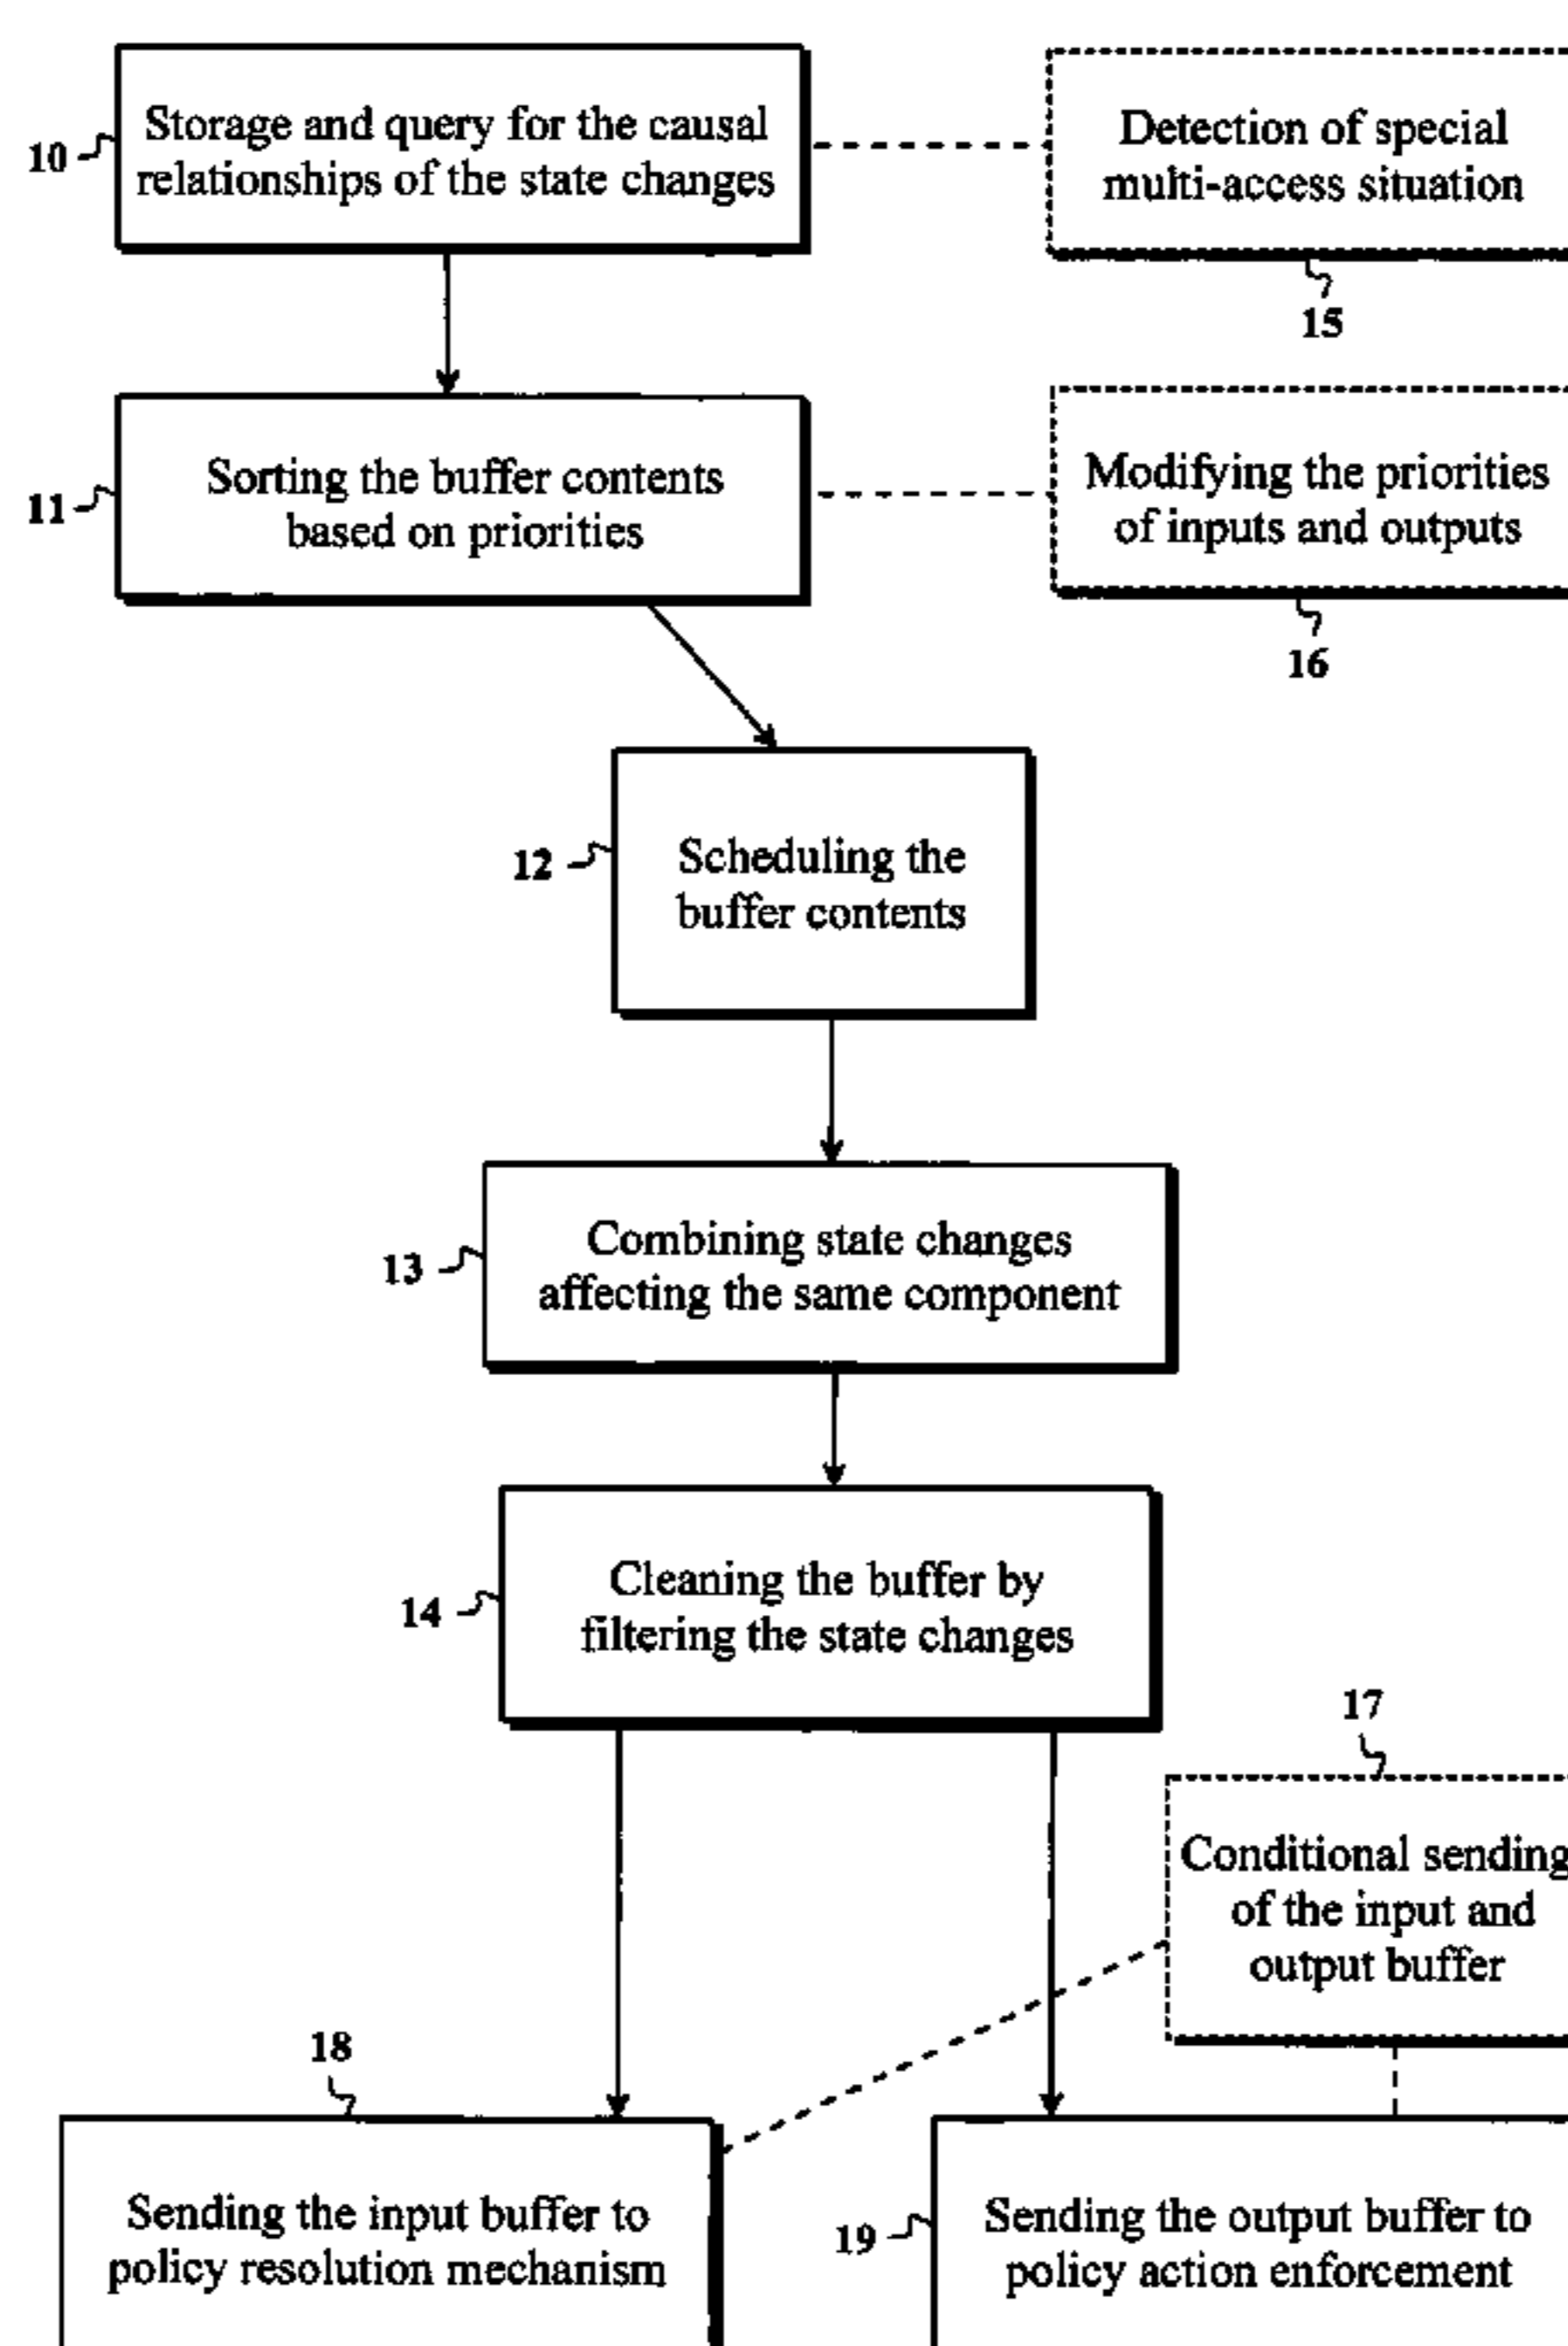 10
Storage and query for the causal
relationships of the state changes
Detection of special
multi-access situation
15
11
Sorting the buffer contents
based on priorities
Modifying the priorities
of inputs and outputs
16
12
Scheduling the
buffer contents
13
Combining state changes
affecting the same component
14
Cleaning the buffer by
filtering the state changes
17
Conditional sending
of the input and
output buffer
18
Sending the input buffer to
policy resolution mechanism
19
Sending the output buffer to
policy action enforcement